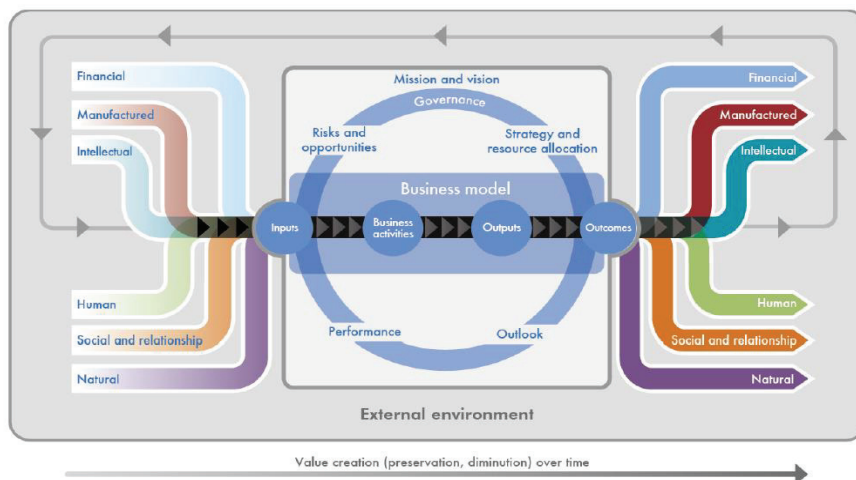 Financial
Manufactured
Intellectual
Human
Social and relationship
Natural
Mission and vision
Governance
Risks and
opportunities
Strategy and
resource allocation
Business model
Inputs
Business
activities
Outputs
Outcomes
Performance
Outlook
Financial
Manufactured
Intellectual
Human
Social and relationship
Natural
External environment
Value creation (preservation, diminution) over time